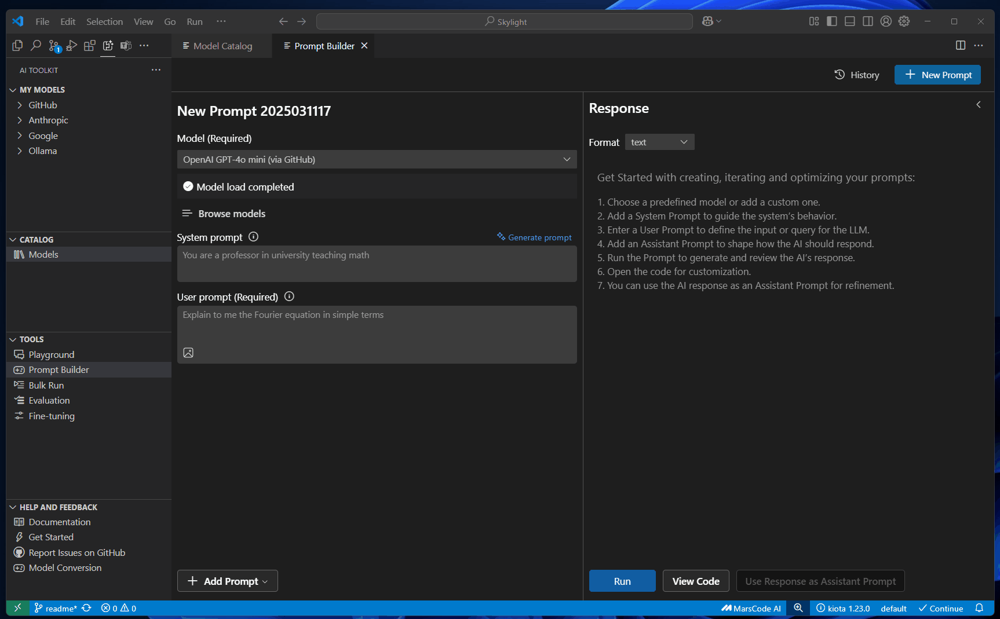 File Edit Selection View Go Run ···
Skylight
1
Model Catalog
Prompt Builder
AI TOOLKIT
History
New Prompt
MY MODELS
GitHub
Anthropic
Google
Ollama
CATALOG
Models
TOOLS
Playground
Prompt Builder
Bulk Run
Evaluation
Fine-tuning
HELP AND FEEDBACK
Documentation
Get Started
Report Issues on GitHub
Model Conversion
New Prompt 2025031117
Model (Required)
OpenAI GPT-4o mini (via GitHub)
Model load completed
Browse models
System prompt
Generate prompt
You are a professor in university teaching math
User prompt (Required)
Explain to me the Fourier equation in simple terms
Add Prompt
Response
Format text
Get Started with creating, iterating and optimizing your prompts:
1. Choose a predefined model or add a custom one.
2. Add a System Prompt to guide the system's behavior.
3. Enter a User Prompt to define the input or query for the LLM.
4. Add an Assistant Prompt to shape how the AI should respond.
5. Run the Prompt to generate and review the AI's response.
6. Open the code for customization.
7. You can use the AI response as an Assistant Prompt for refinement.
Run
View Code
Use Response as Assistant Prompt
readme* 0 0
MarsCode AI
kiota 1.23.0
default
Continue